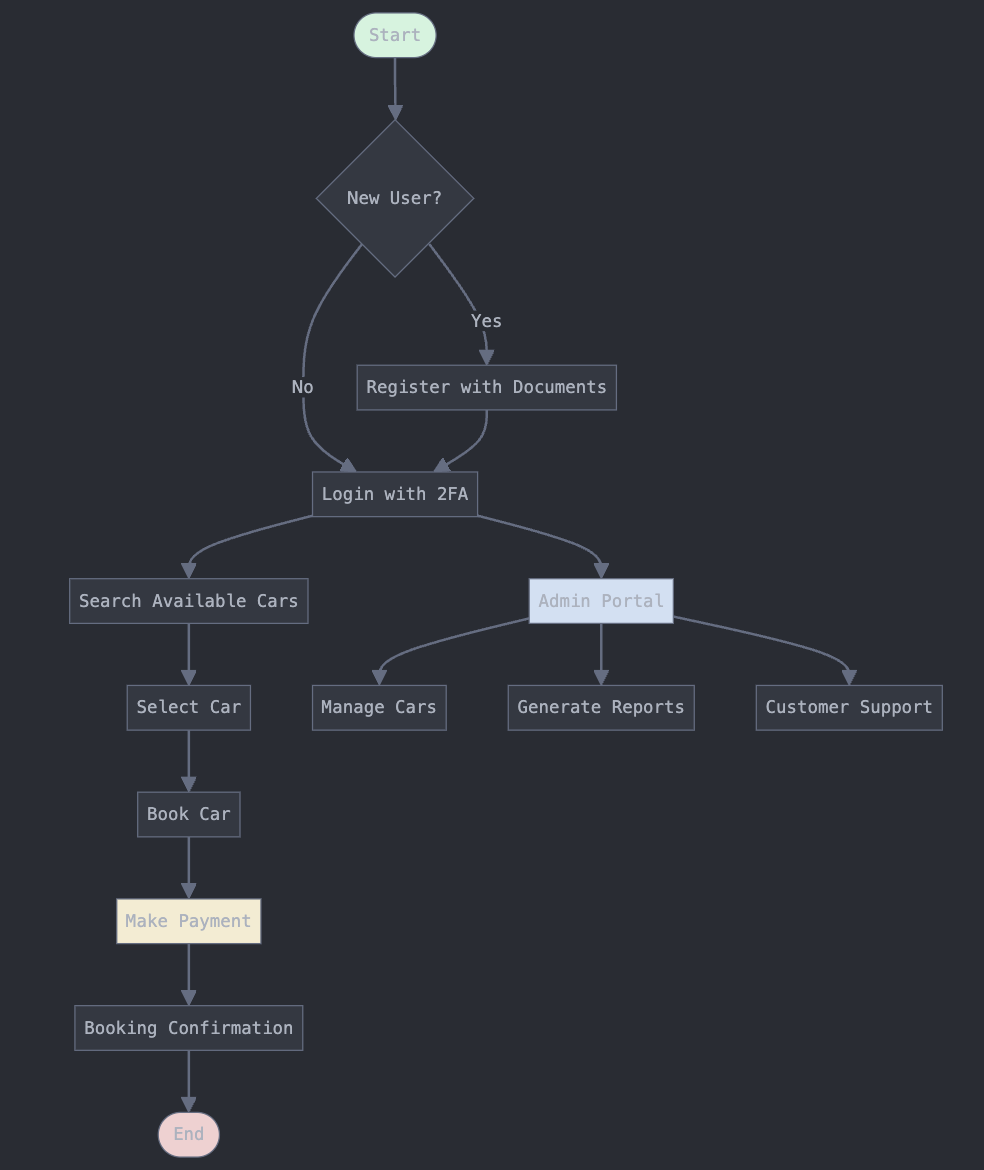 Start
New User?
Yes
No
Register with Documents
Login with 2FA
Search Available Cars
Admin Portal
Select Car
Manage Cars
Generate Reports
Customer Support
Book Car
Make Payment
Booking Confirmation
End